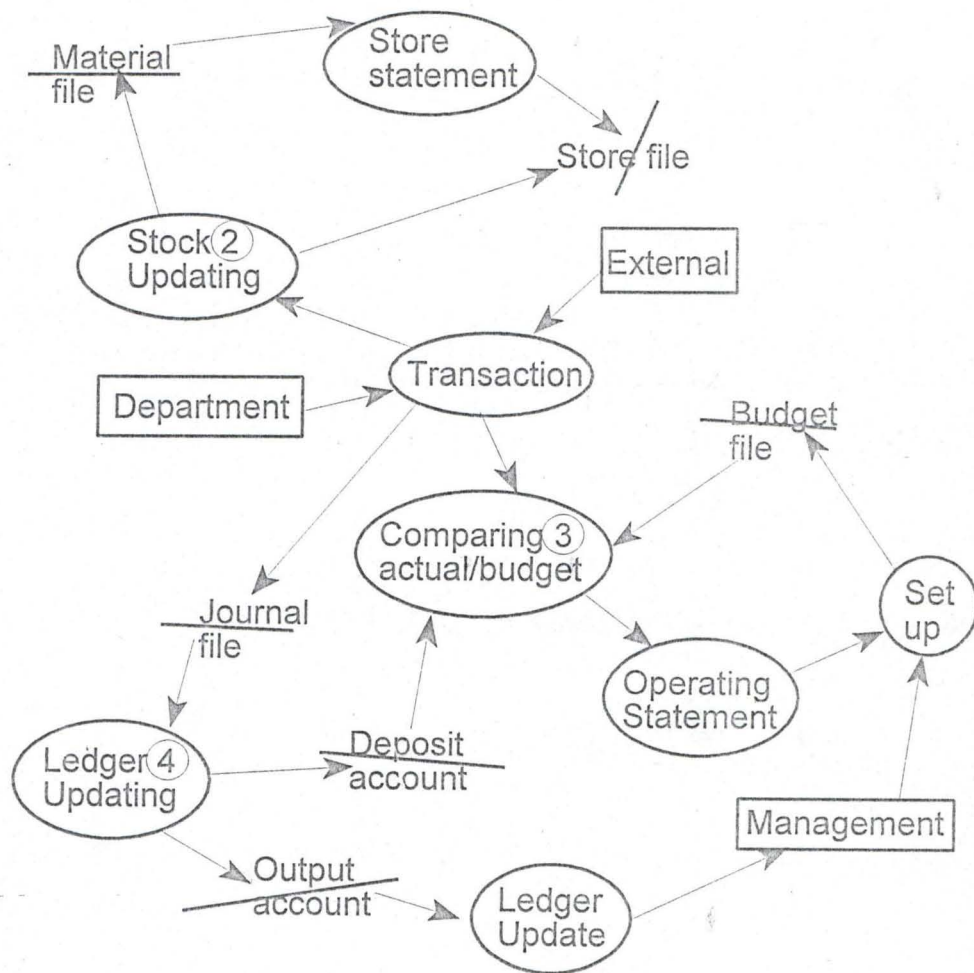 Material
file
Store
statement
Store file
Stock 2
Updating
External
Transaction
Department
Budget
file
Comparing 3
actual/budget
Journal
file
Set
up
Operating
Statement
Ledger 4
Updating
Deposit
account
Management
Output
account
Ledger
Update